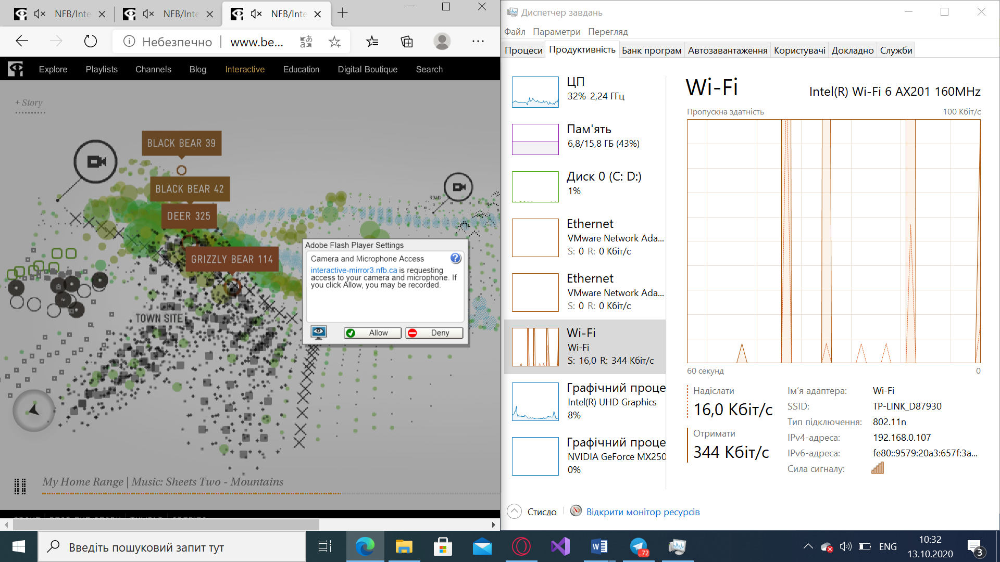 NFB/Inte
NFB/Inte
NFB/Inte
Небезпечно
www.be...
Explore
Playlists
Channels
Blog
Interactive
Education
Digital Boutique
Search
+ Story
BLACK BEAR 39
BLACK BEAR 42
DEER 325
GRIZZLY BEAR 114
ROAD
TOWN SITE
Adobe Flash Player Settings
Camera and Microphone Access
interactive-mirror3.nfb.ca is requesting
access to your camera and microphone. If
you click Allow, you may be recorded.
Allow
Deny
My Home Range | Music: Sheets Two - Mountains
Диспетчер завдань
Файл Параметри Перегляд
Процеси
Продуктивність
Банк програм
Автозавантаження
Користувачі
Докладно
Служби
ЦП
32% 2,24 ГГц
Пам'ять
6,8/15,8 ГБ (43%)
Диск 0 (C: D:)
1%
Ethernet
VMware Network Ada...
S: 0 R: 0 Кбіт/с
Ethernet
VMware Network Ada...
S: 0 R: 0 Кбіт/с
Wi-Fi
Wi-Fi
S: 16,0 R: 344 Кбіт/с
Графічний проце
Intel(R) UHD Graphics
8%
Графічний проце
NVIDIA GeForce MX250
0%
Wi-Fi
Intel(R) Wi-Fi 6 AX201 160MHz
Пропускна здатність
100 Кбіт/с
60 секунд
0
Надіслати
16,0 Кбіт/с
Отримати
344 Кбіт/с
Ім’я адаптера: Wi-Fi
SSID: TP-LINK_D87930
Тип підключення: 802.11n
IPv4-адреса: 192.168.0.107
IPv6-адреса: fe80::9579:20a3:657f:3a...
Сила сигналу:
Стисло
Відкрити монітор ресурсів
Введіть пошуковий запит тут
..72
ENG
10:32
13.10.2020
3